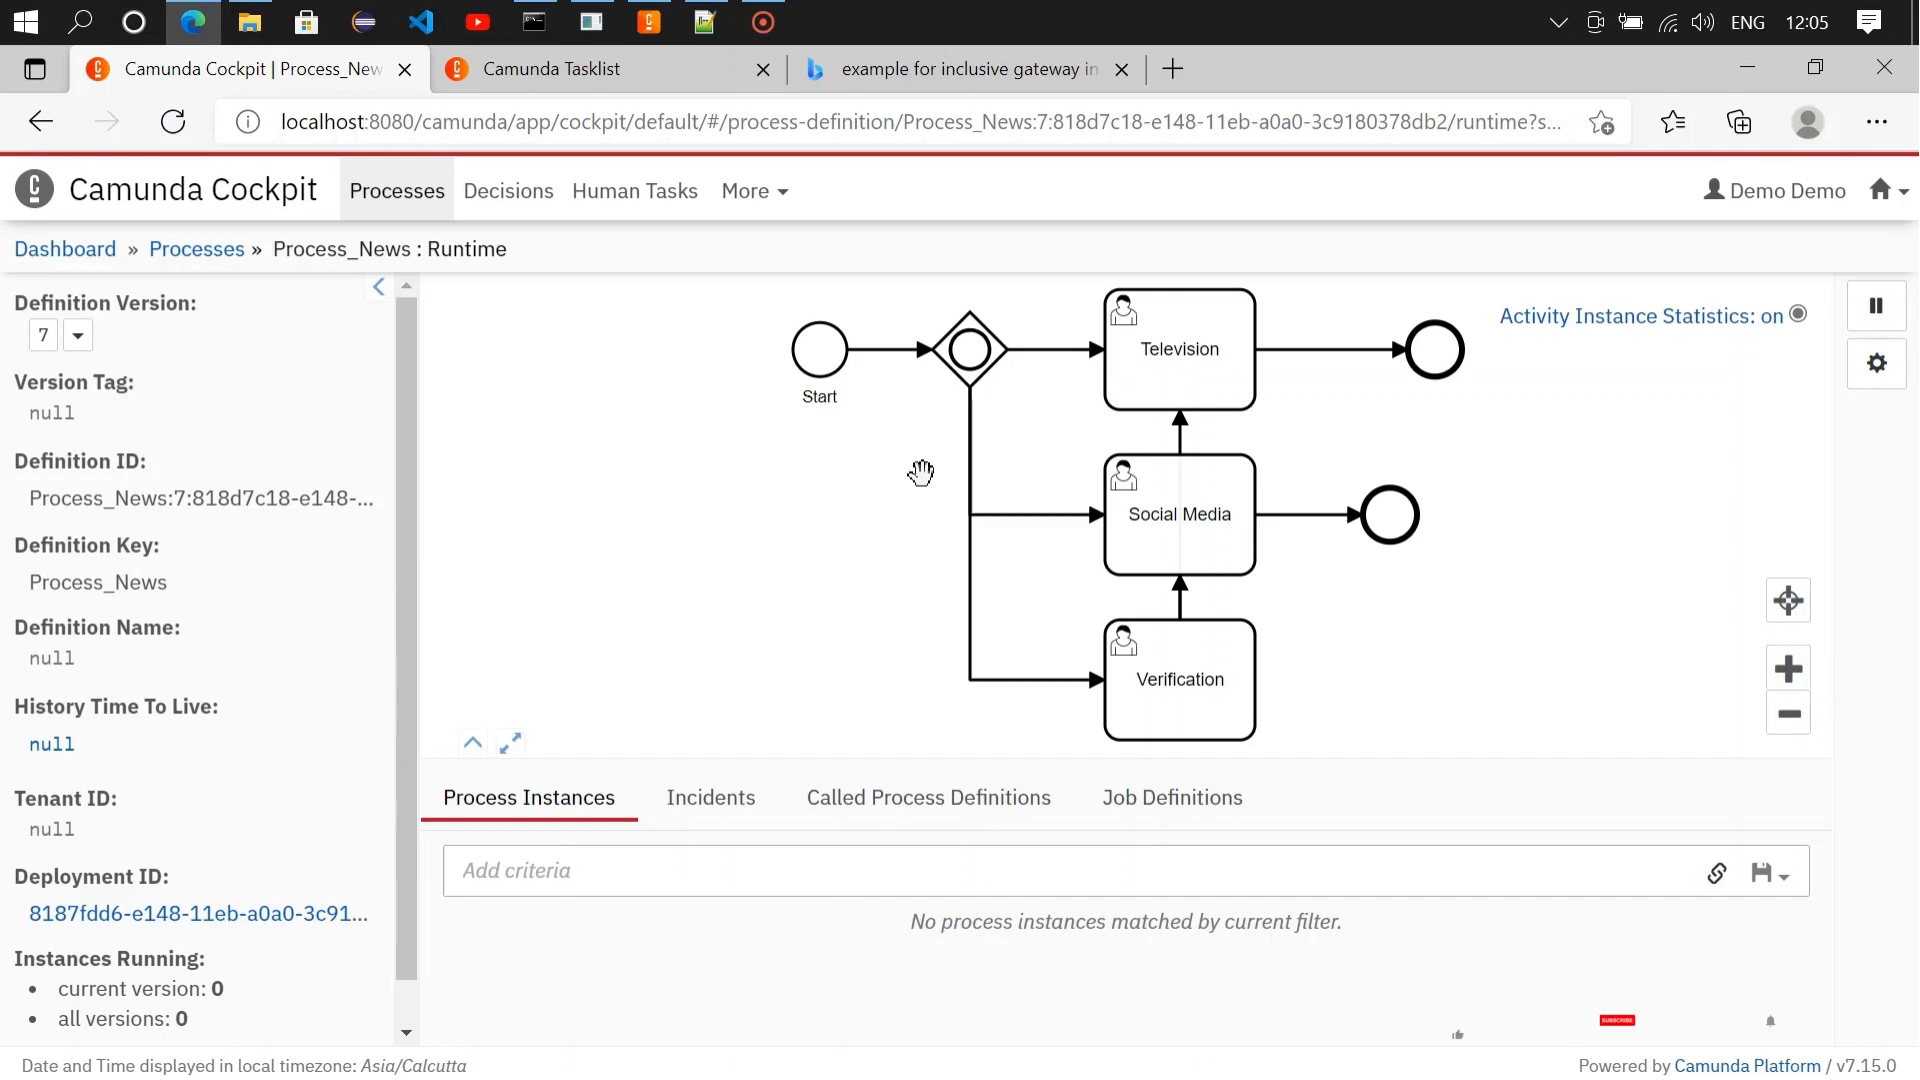 ENG 12:05
Camunda Cockpit | Process_New
Camunda Tasklist
example for inclusive gateway in
localhost:8080/camunda/app/cockpit/default/#/process-definition/Process_News:7:818d7c18-e148-11eb-a0a0-3c9180378db2/runtime?s...
Camunda Cockpit Processes Decisions Human Tasks More Demo Demo
Dashboard » Processes » Process_News : Runtime
Definition Version:
7
Version Tag:
null
Definition ID:
Process_News:7:818d7c18-e148-...
Definition Key:
Process_News
Definition Name:
null
History Time To Live:
null
Tenant ID:
null
Deployment ID:
8187fdd6-e148-11eb-a0a0-3c91...
Instances Running:
• current version: 0
• all versions: 0
Activity Instance Statistics: on
Start
Television
Social Media
Verification
Process Instances Incidents Called Process Definitions Job Definitions
Add criteria
No process instances matched by current filter.
SUBSCRIBE
Date and Time displayed in local timezone: Asia/Calcutta
Powered by Camunda Platform / v7.15.0